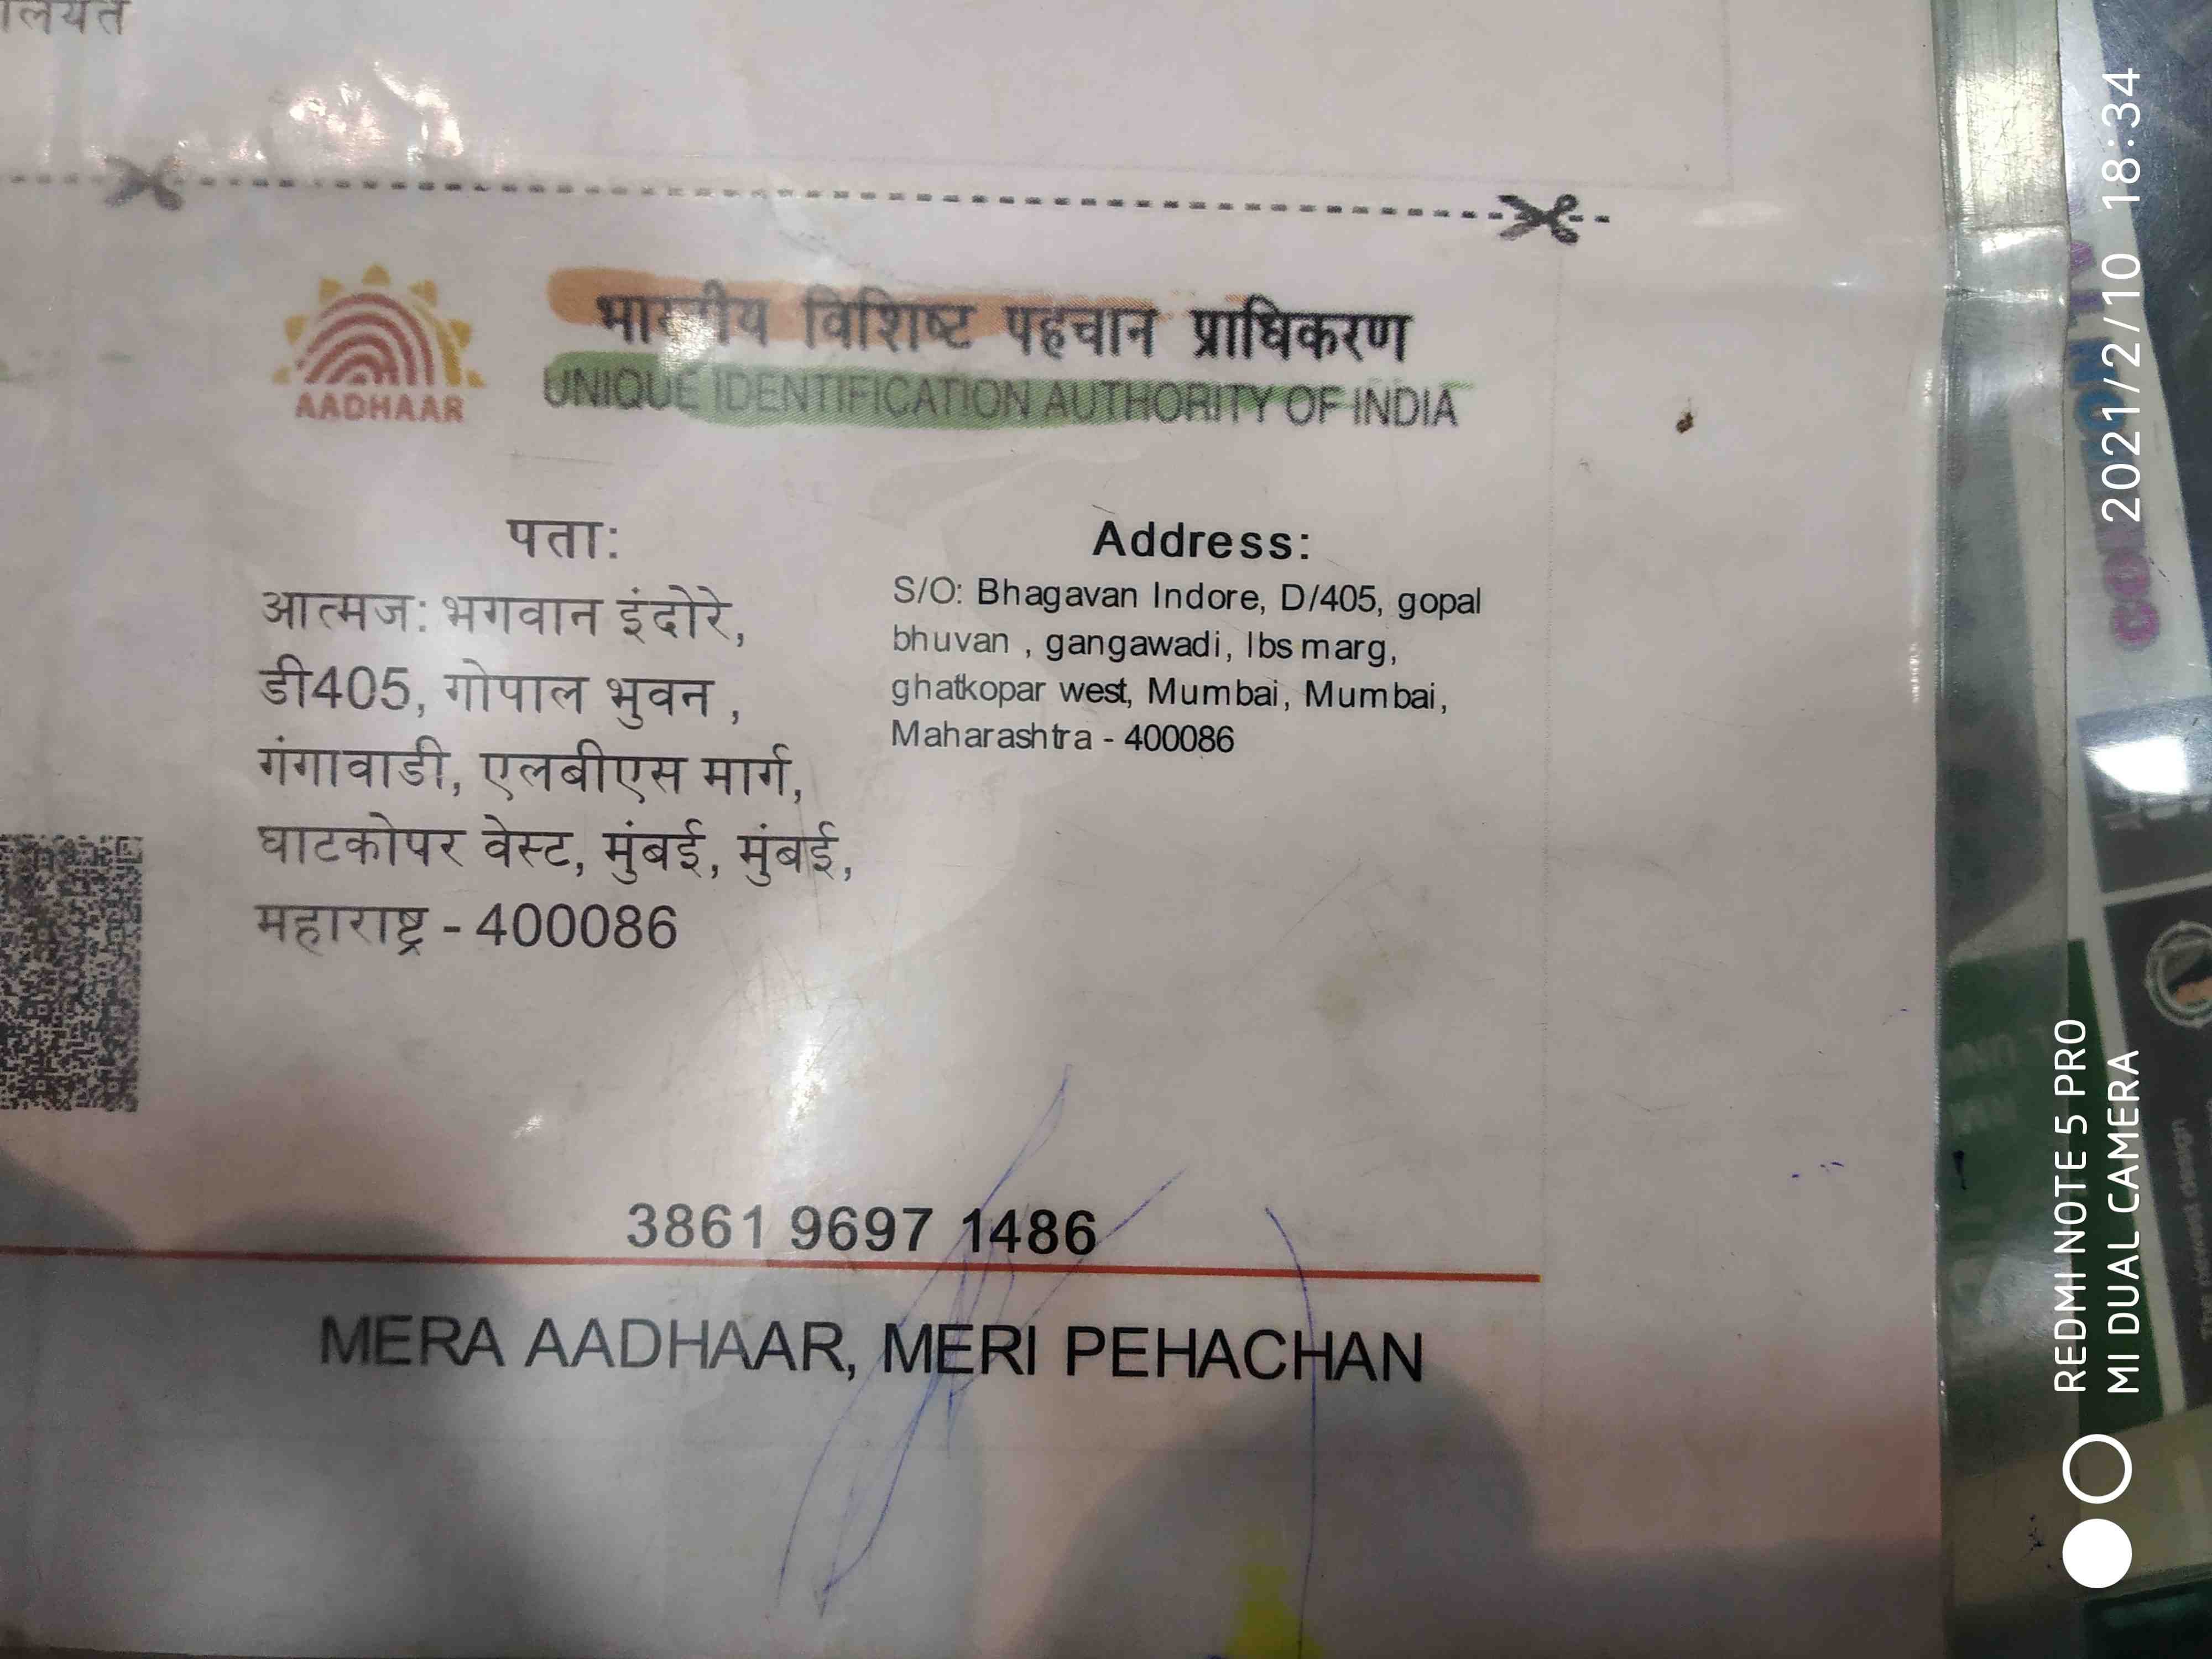 AADHAAR
भारतीय विशिष्ट पहचान प्राधिकरण
UNIQUE IDENTIFICATION AUTHORITY OF INDIA
पता:
आत्मज: भगवान इंदोरे,
डी405, गोपाल भुवन ,
गंगावाडी, एलबीएस मार्ग,
घाटकोपर वेस्ट, मुंबई, मुंबई,
महाराष्ट्र - 400086
Address:
S/O: Bhagavan Indore, D/405, gopal
bhuvan , gangawadi, lbs marg,
ghatkopar west, Mumbai, Mumbai,
Maharashtra - 400086
3861 9697 1486
MERA AADHAAR, MERI PEHACHAN
2021/2/10 18:34
REDMI NOTE 5 PRO
MI DUAL CAMERA